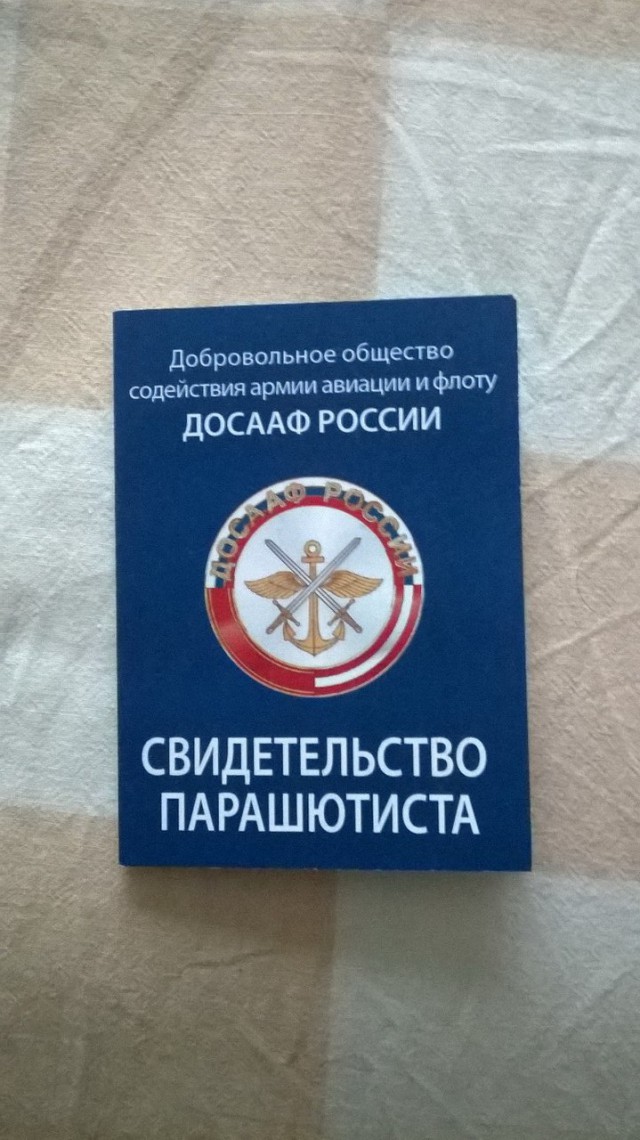 Добровольное общество
содействия армии авиации и флоту
ДОСААФ РОССИИ
ДОСААФ РОССИИ
СВИДЕТЕЛЬСТВО
ПАРАШЮТИСТА